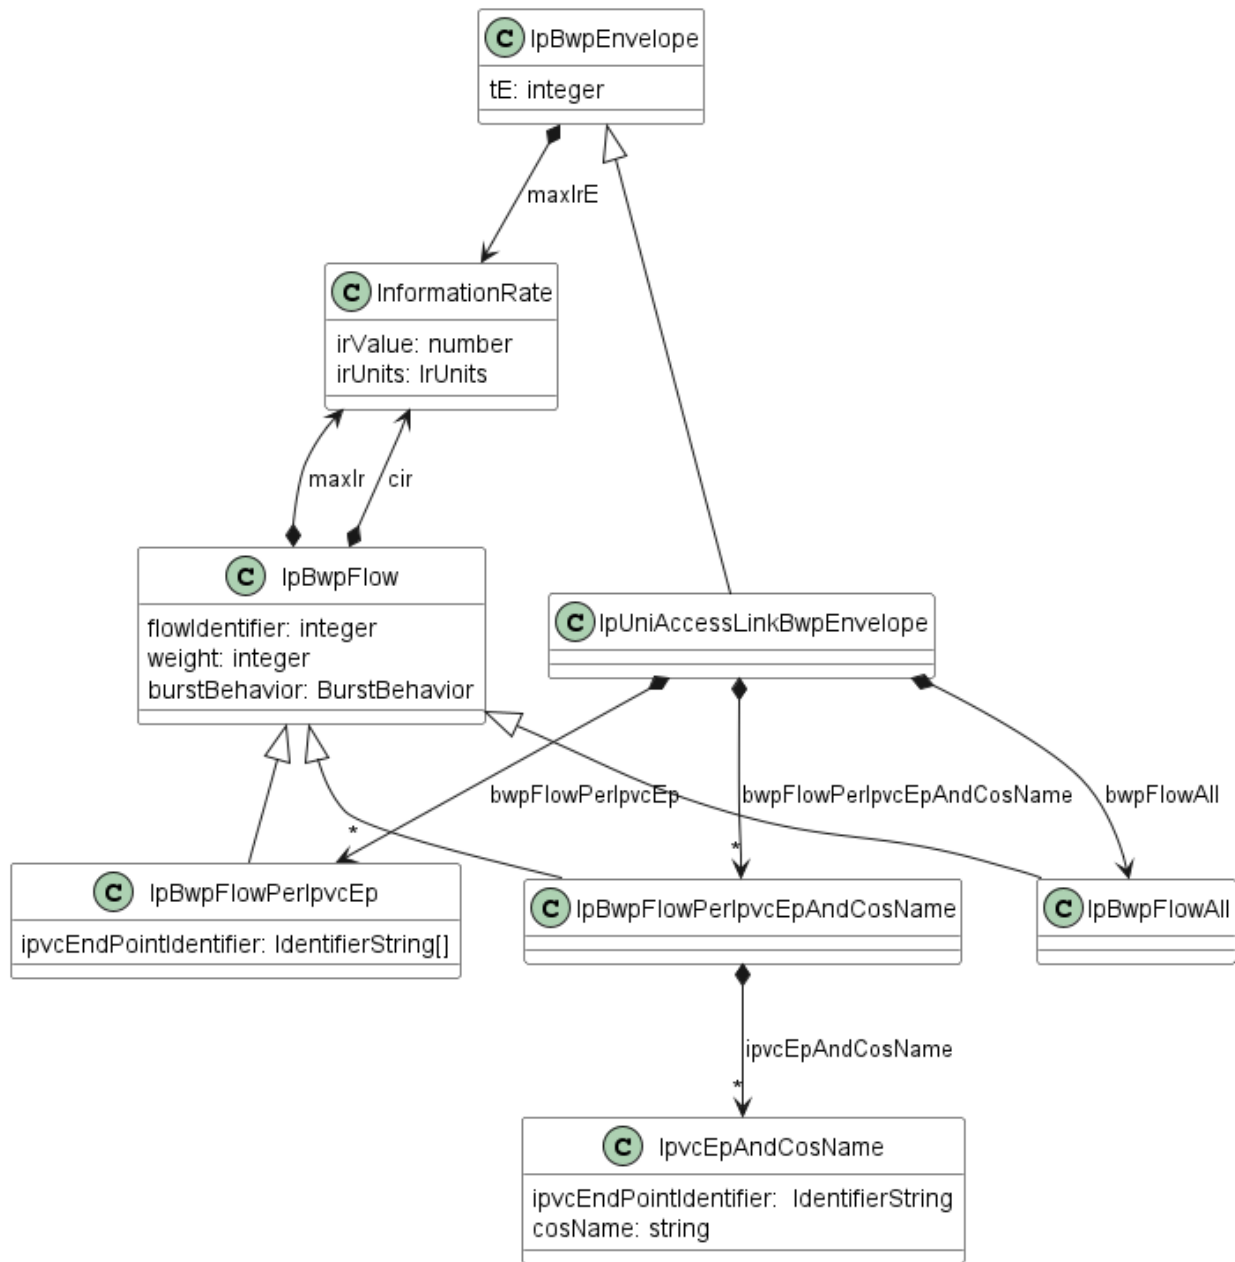 C IpBwpEnvelope
tE: integer
maxIrE
C InformationRate
irValue: number
irUnits: IrUnits
maxIr
cir
C IpBwpFlow
flowIdentifier: integer
weight: integer
burstBehavior: BurstBehavior
C IpUniAccessLinkBwpEnvelope
bwpFlowPerIpvcEp
bwpFlowPerIpvcEpAndCosName
bwpFlowAll
*
*
C IpBwpFlowPerIpvcEp
ipvcEndPointIdentifier: IdentifierString[]
C IpBwpFlowPerIpvcEpAndCosName
C IpBwpFlowAll
ipvcEpAndCosName
*
C IpvcEpAndCosName
ipvcEndPointIdentifier:  IdentifierString
cosName: string